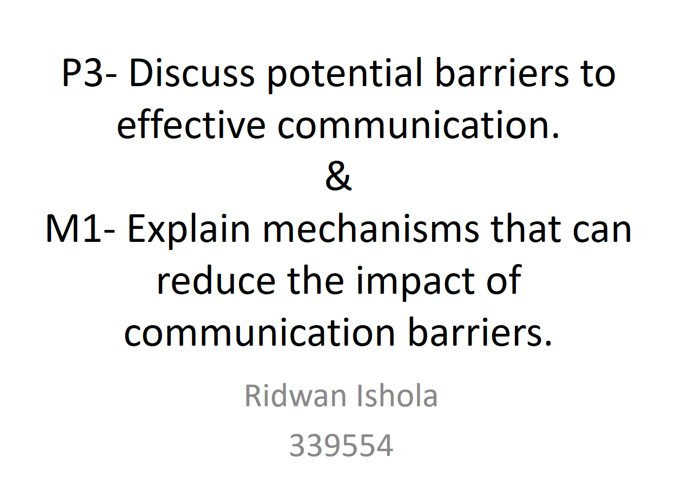 P3- Discuss potential barriers to
effective communication.
&
M1- Explain mechanisms that can
reduce the impact of
communication barriers.
Ridwan Ishola
339554